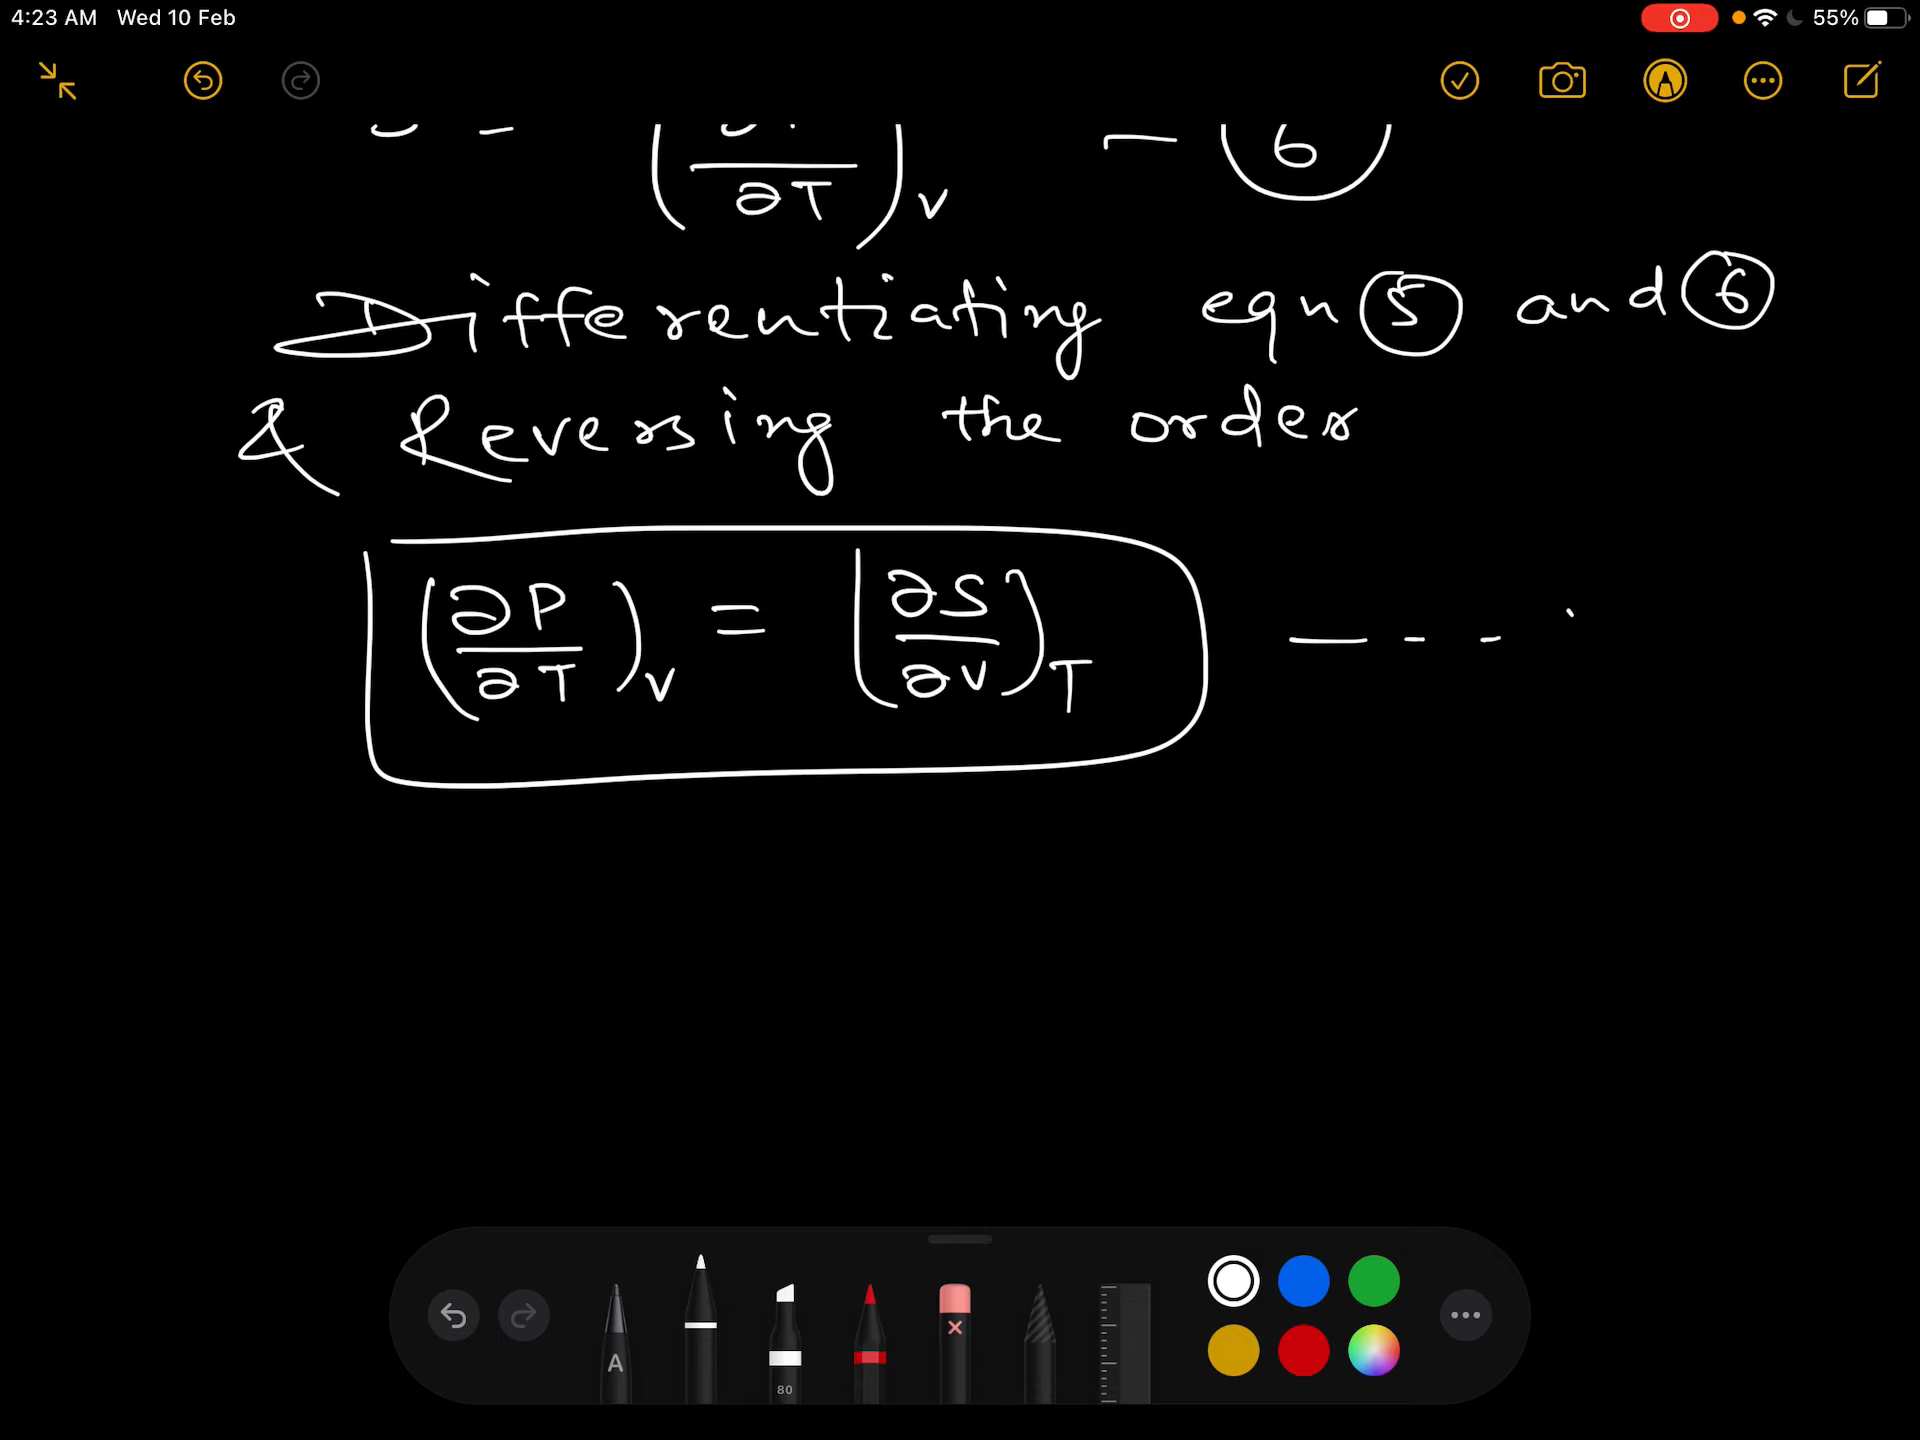 4:23 AM Wed 10 Feb 55%
∂T )v — 6
Differentiating eqn 5 and 6
& Reversing the order
(∂P/∂T)v = (∂S/∂V)T — - -
A
80